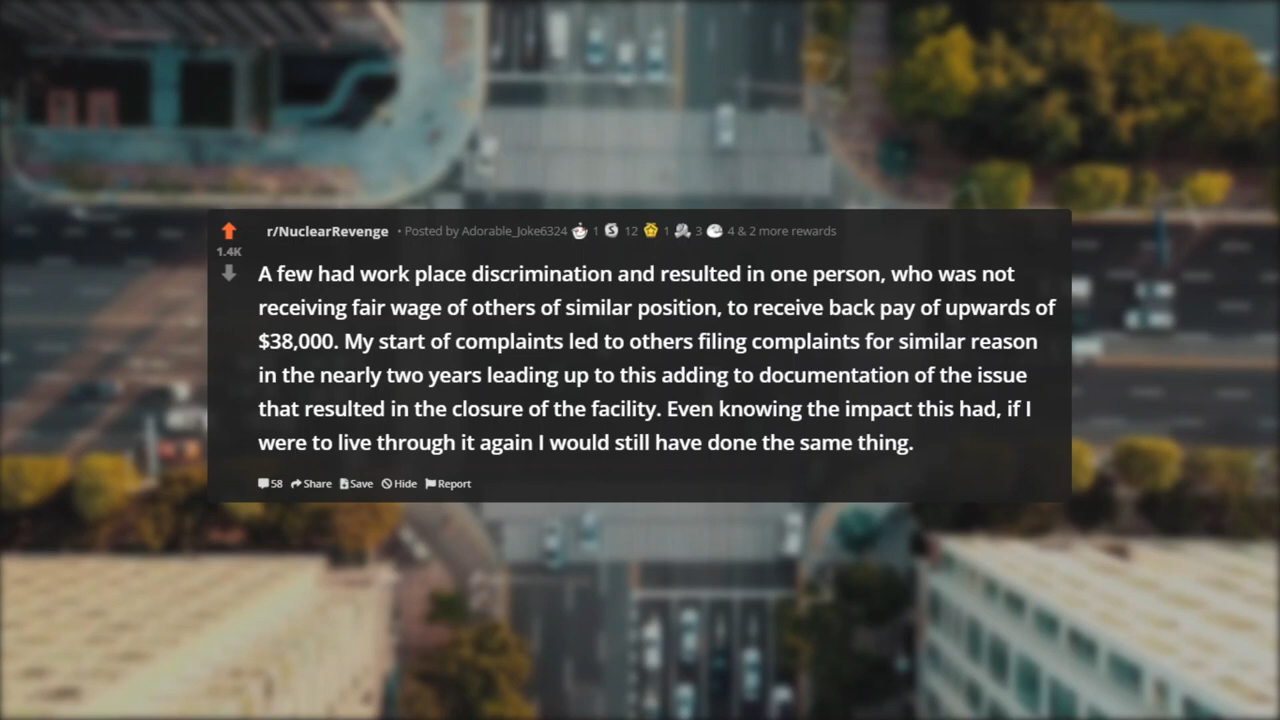 r/NuclearRevenge • Posted by Adorable_Joke6324 1 12 1 3 4 & 2 more rewards
1.4K
A few had work place discrimination and resulted in one person, who was not
receiving fair wage of others of similar position, to receive back pay of upwards of
$38,000. My start of complaints led to others filing complaints for similar reason
in the nearly two years leading up to this adding to documentation of the issue
that resulted in the closure of the facility. Even knowing the impact this had, if I
were to live through it again I would still have done the same thing.
58 Share Save Hide Report